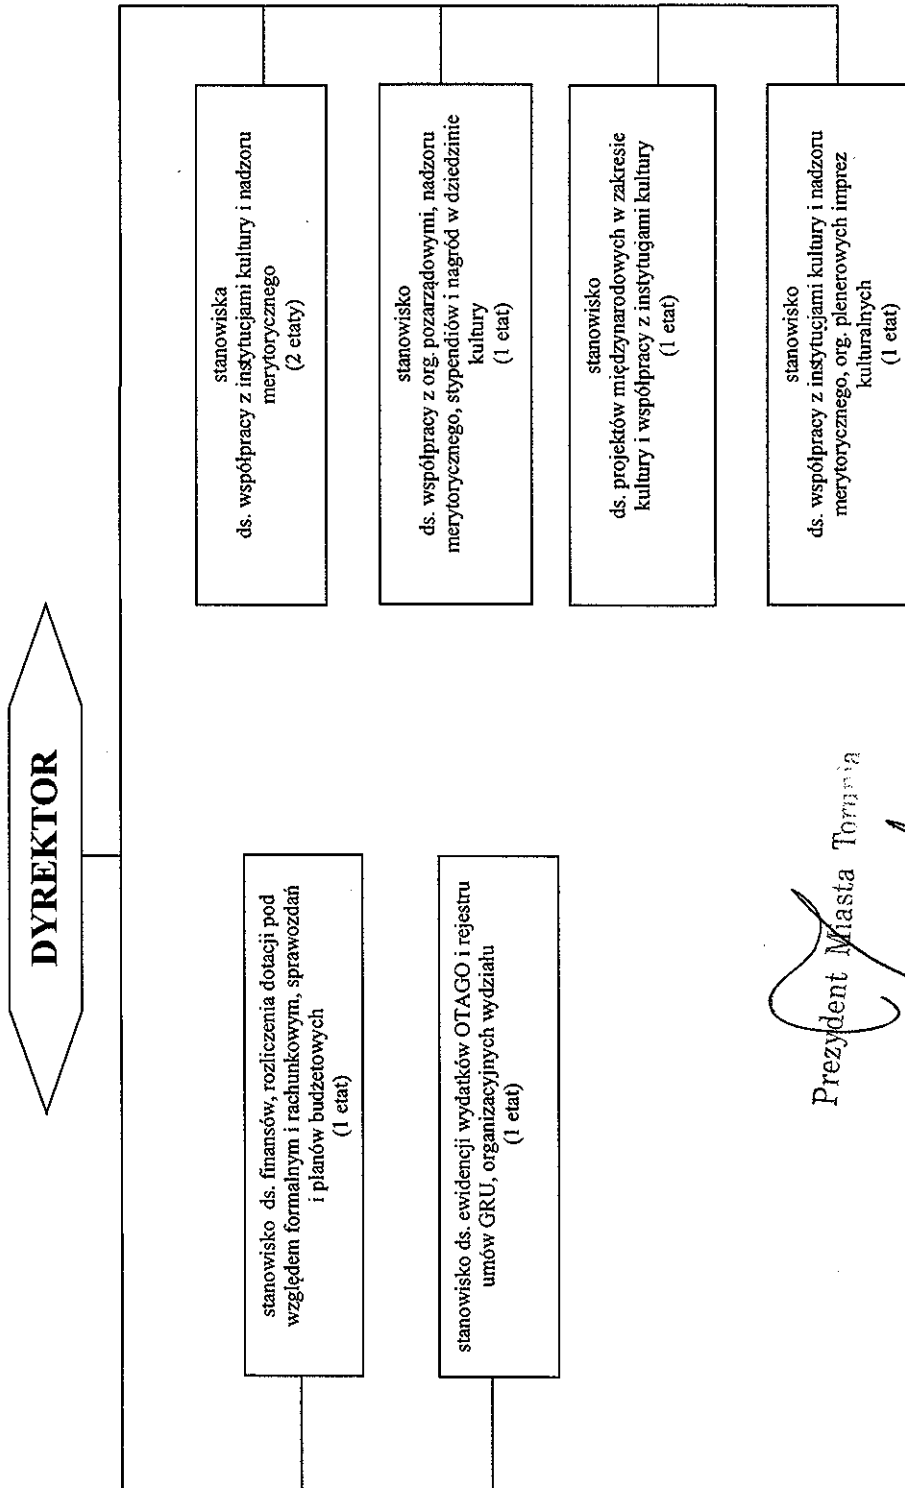 DYREKTOR
stanowisko ds. finansów, rozliczenia dotacji pod
względem formalnym i rachunkowym, sprawozdań
i planów budżetowych
(1 etat)
stanowisko ds. ewidencji wydatków OTAGO i rejestru
umów GRU, organizacyjnych wydziału
(1 etat)
stanowiska
ds. współpracy z instytucjami kultury i nadzoru
merytorycznego
(2 etaty)
stanowisko
ds. współpracy z org. pozarządowymi, nadzoru
merytorycznego, stypendiów i nagród w dziedzinie
kultury
(1 etat)
stanowisko
ds. projektów międzynarodowych w zakresie
kultury i współpracy z instytucjami kultury
(1 etat)
stanowisko
ds. współpracy z instytucjami kultury i nadzoru
merytorycznego, org. plenerowych imprez
kulturalnych
(1 etat)
Prezydent Miasta Torunia